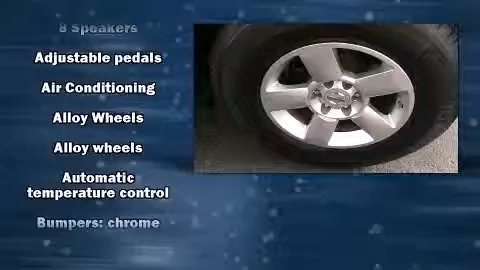 8 Speakers
Adjustable pedals
Air Conditioning
Alloy Wheels
Alloy wheels
Automatic
temperature control
Bumpers: chrome